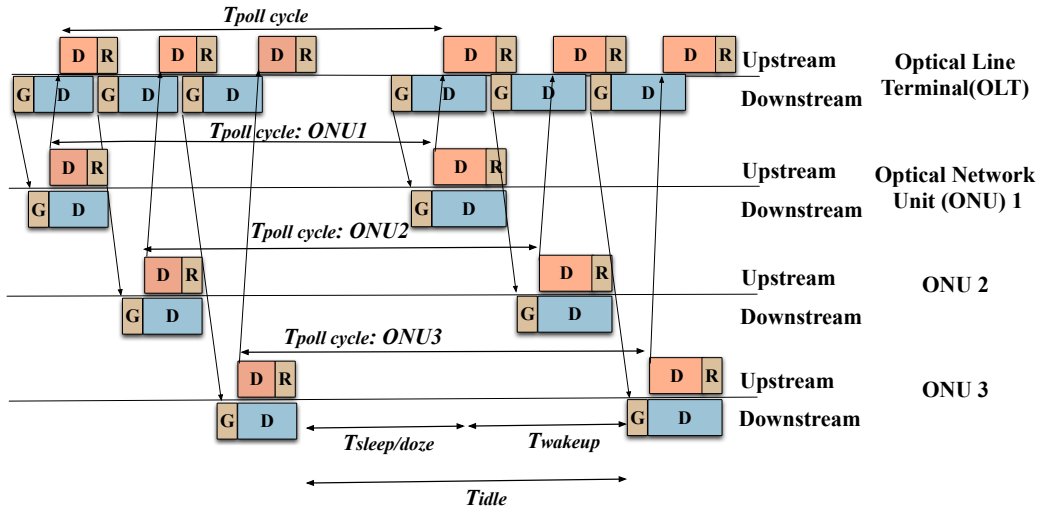 Tpoll cycle
D R D R D R D R D R D R
Upstream
Optical Line
Terminal(OLT)
G D G D G D G D G D G D
Downstream
Tpoll cycle: ONU1
D R D R
Upstream
Optical Network
Unit (ONU) 1
G D G D
Downstream
Tpoll cycle: ONU2
D R D R
Upstream
ONU 2
G D G D
Downstream
Tpoll cycle: ONU3
D R D R
Upstream
ONU 3
G D G D
Downstream
Tsleep/doze
Twakeup
Tidle